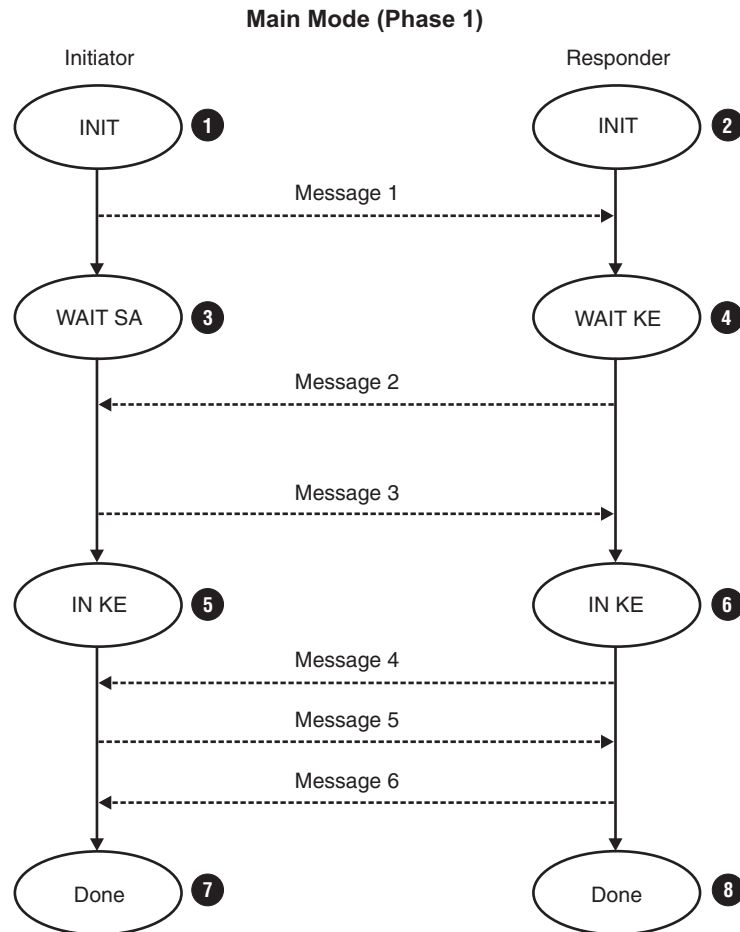 Main Mode (Phase 1)
Initiator
Responder
INIT
1
INIT
2
Message 1
WAIT SA
3
WAIT KE
4
Message 2
Message 3
IN KE
5
IN KE
6
Message 4
Message 5
Message 6
Done
7
Done
8